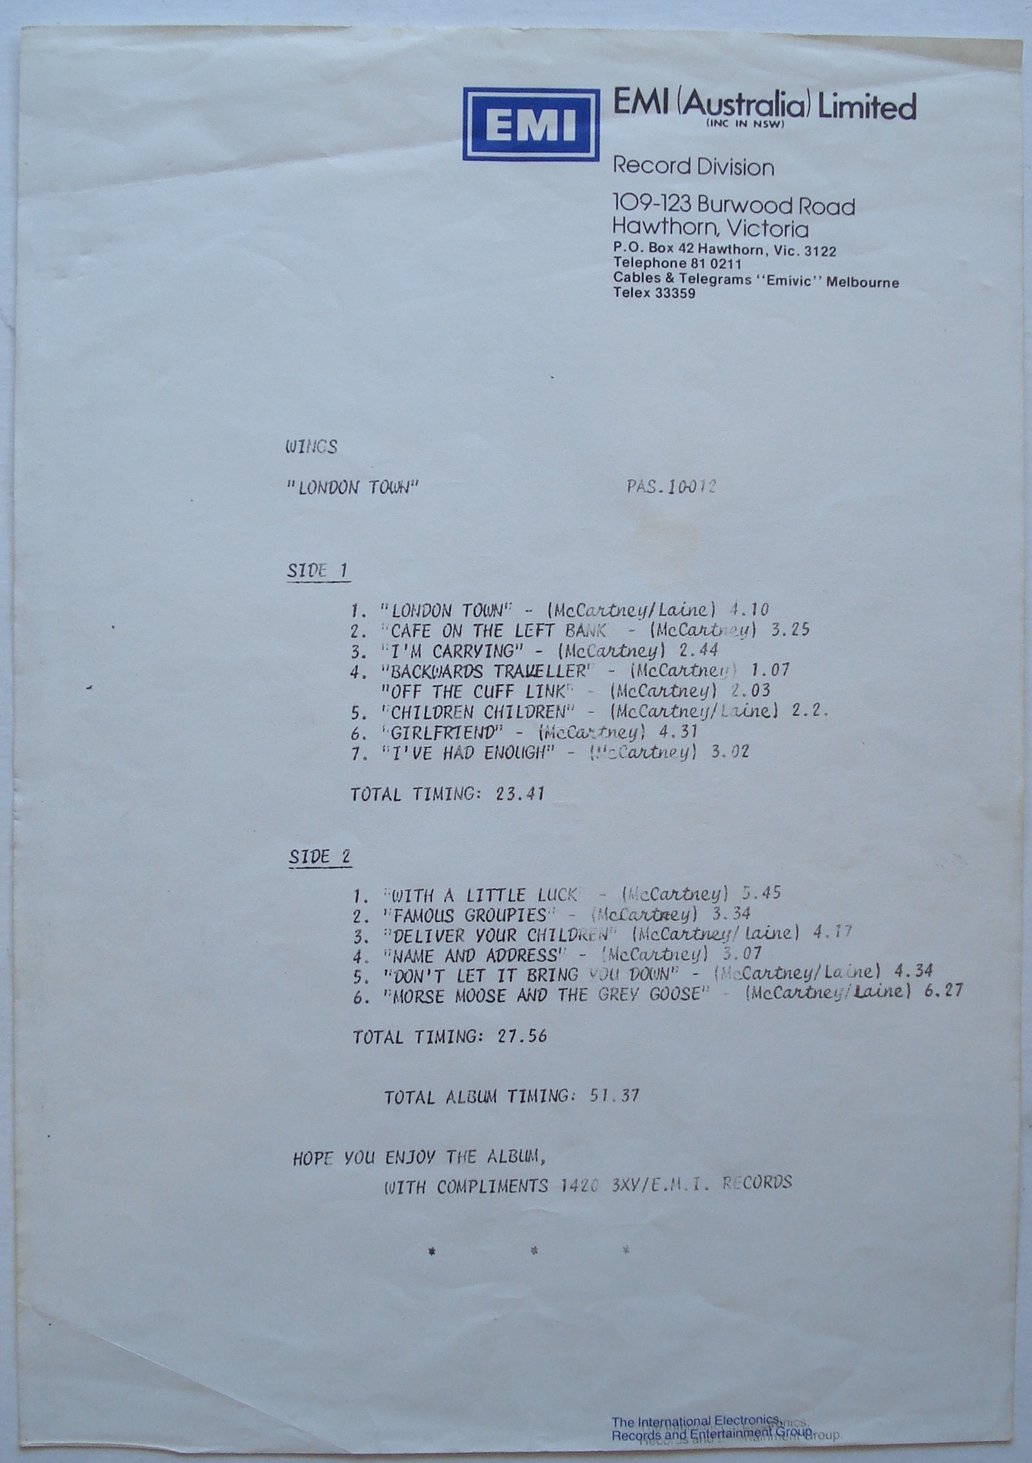 EMI
EMI (Australia) Limited
(INC IN NSW)
Record Division
109-123 Burwood Road
Hawthorn, Victoria
P.O. Box 42 Hawthorn, Vic. 3122
Telephone 81 0211
Cables & Telegrams "Emivic" Melbourne
Telex 33359
WINGS
"LONDON TOWN" PAS.10012
SIDE 1
1. "LONDON TOWN" - (McCartney/Laine) 4.10
2. "CAFE ON THE LEFT BANK - (McCartney) 3.25
3. "I'M CARRYING" - (McCartney) 2.44
4. "BACKWARDS TRAVELLER" - (McCartney) 1.07
"OFF THE CUFF LINK" - (McCartney) 2.03
5. "CHILDREN CHILDREN" - (McCartney/Laine) 2.2.
6. "GIRLFRIEND" - (McCartney) 4.31
7. "I'VE HAD ENOUGH" - (McCartney) 3.02
TOTAL TIMING: 23.41
SIDE 2
1. "WITH A LITTLE LUCK - (McCartney) 5.45
2. "FAMOUS GROUPIES" - (McCartney) 3.34
3. "DELIVER YOUR CHILDREN" (McCartney/Laine) 4.17
4. "NAME AND ADDRESS" - (McCartney) 3.07
5. "DON'T LET IT BRING YOU DOWN" - (McCartney/Laine) 4.34
6. "MORSE MOOSE AND THE GREY GOOSE" - (McCartney/Laine) 6.27
TOTAL TIMING: 27.56
TOTAL ALBUM TIMING: 51.37
HOPE YOU ENJOY THE ALBUM,
WITH COMPLIMENTS 1420 3XY/E.M.I. RECORDS
* * *
The International Electronics,
Records and Entertainment Group.